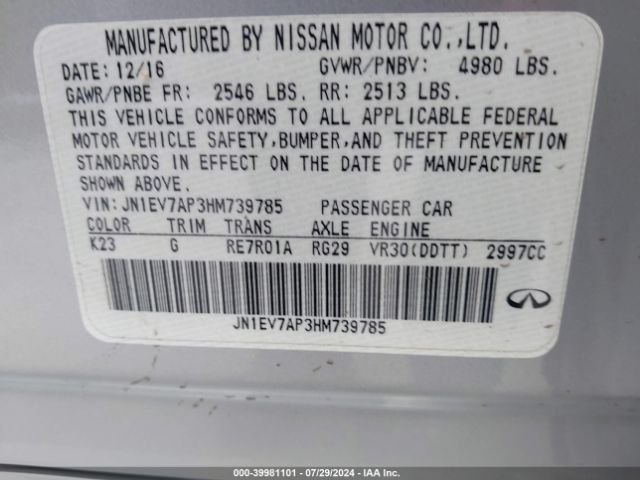 MANUFACTURED BY NISSAN MOTOR CO.,LTD.
DATE: 12/16 GVWR/PNBV: 4980 LBS.
GAWR/PNBE FR: 2546 LBS. RR: 2513 LBS.
THIS VEHICLE CONFORMS TO ALL APPLICABLE FEDERAL
MOTOR VEHICLE SAFETY,BUMPER,AND THEFT PREVENTION
STANDARDS IN EFFECT ON THE DATE OF MANUFACTURE
SHOWN ABOVE.
VIN: JN1EV7AP3HM739785 PASSENGER CAR
COLOR TRIM TRANS AXLE ENGINE
K23 G RE7R01A RG29 VR30(DDTT) 2997CC
JN1EV7AP3HM739785
000-39981101 | 07/29/2024 | IAAI.com